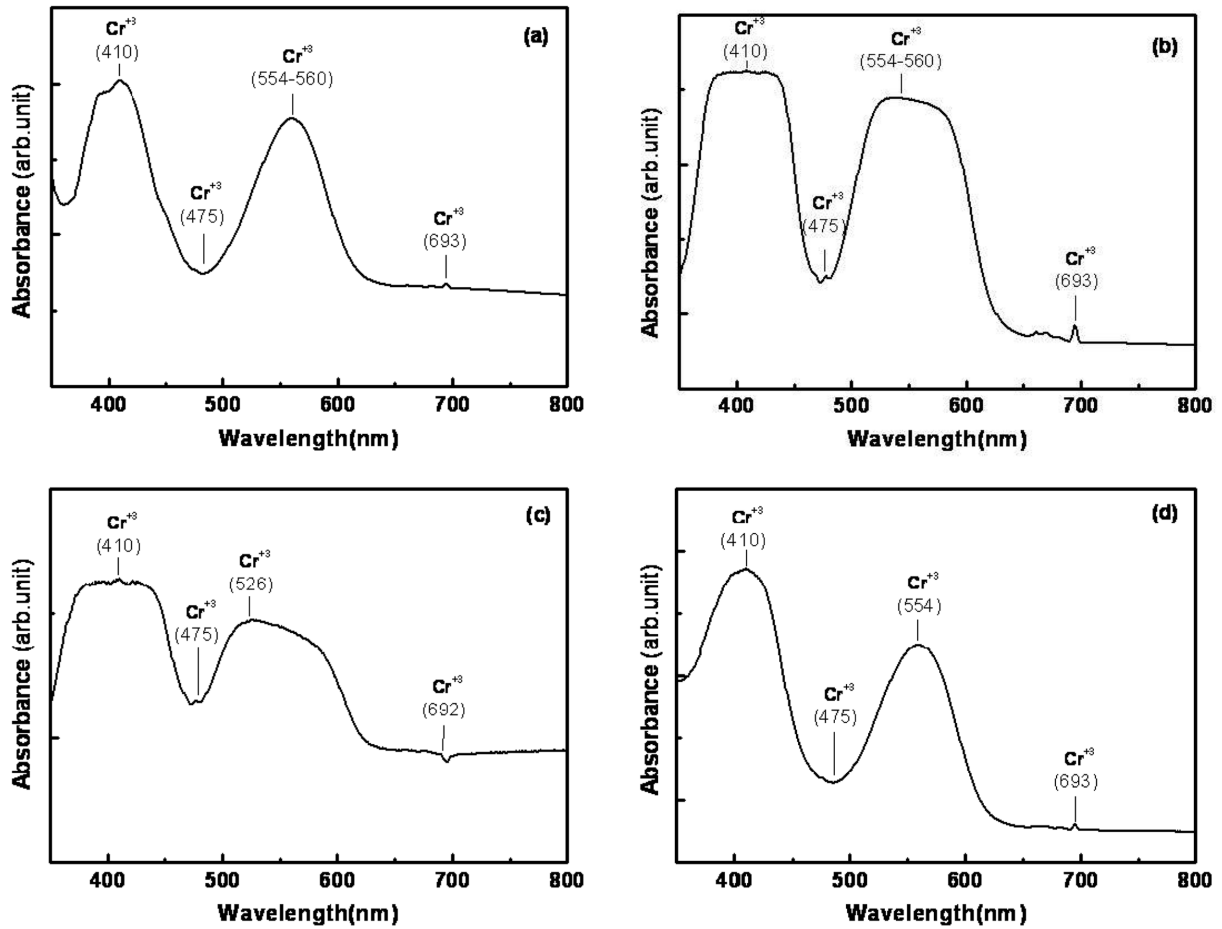 (a)
Cr+3
(410)
Cr+3
(554-560)
Cr+3
(475)
Cr+3
(693)
Absorbance (arb.unit)
400 500 600 700 800
Wavelength(nm)
(b)
Cr+3
(410)
Cr+3
(554-560)
Cr+3
(475)
Cr+3
(693)
Absorbance (arb.unit)
400 500 600 700 800
Wavelength(nm)
(c)
Cr+3
(410)
Cr+3
(526)
Cr+3
(475)
Cr+3
(692)
Absorbance (arb.unit)
400 500 600 700 800
Wavelength(nm)
(d)
Cr+3
(410)
Cr+3
(554)
Cr+3
(475)
Cr+3
(693)
Absorbance (arb.unit)
400 500 600 700 800
Wavelength(nm)